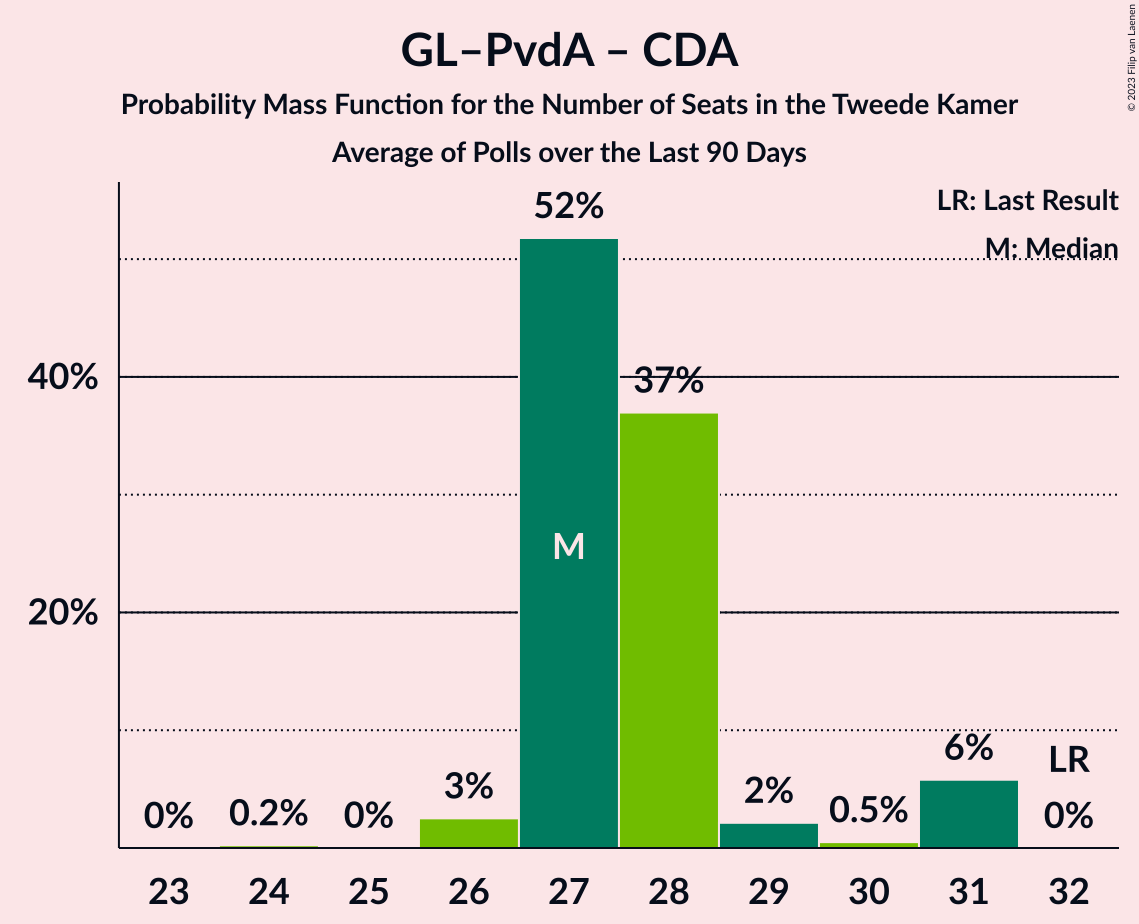 GL–PvdA – CDA
Probability Mass Function for the Number of Seats in the Tweede Kamer
Average of Polls over the Last 90 Days
© 2023 Filip van Laenen
LR: Last Result
M: Median
52%
40%
37%
M
20%
6%
LR
3%
2%
0%
0.2%
0%
0.5%
0%
23 24 25 26 27 28 29 30 31 32